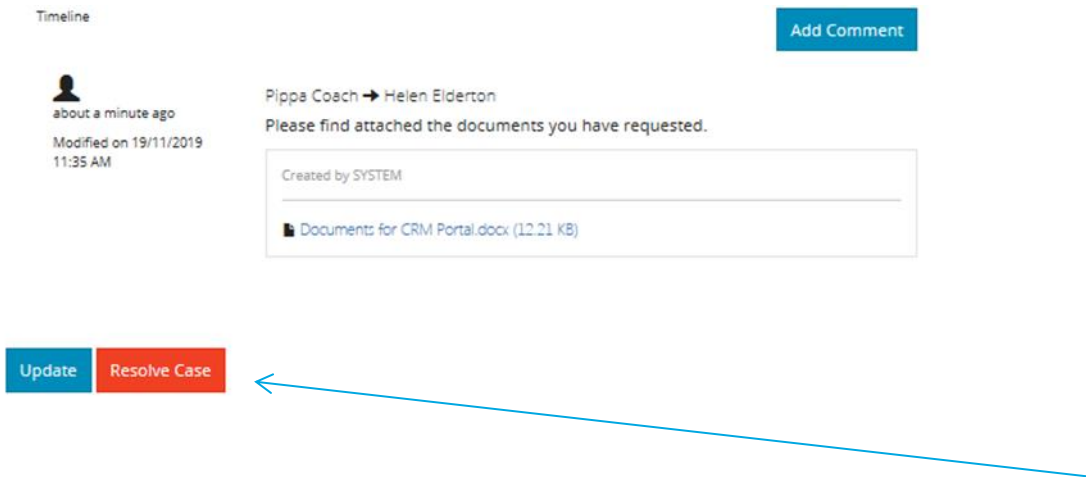 Timeline
Add Comment
about a minute ago
Modified on 19/11/2019
11:35 AM
Pippa Coach → Helen Elderton
Please find attached the documents you have requested.
Created by SYSTEM
Documents for CRM Portal.docx (12.21 KB)
Update
Resolve Case